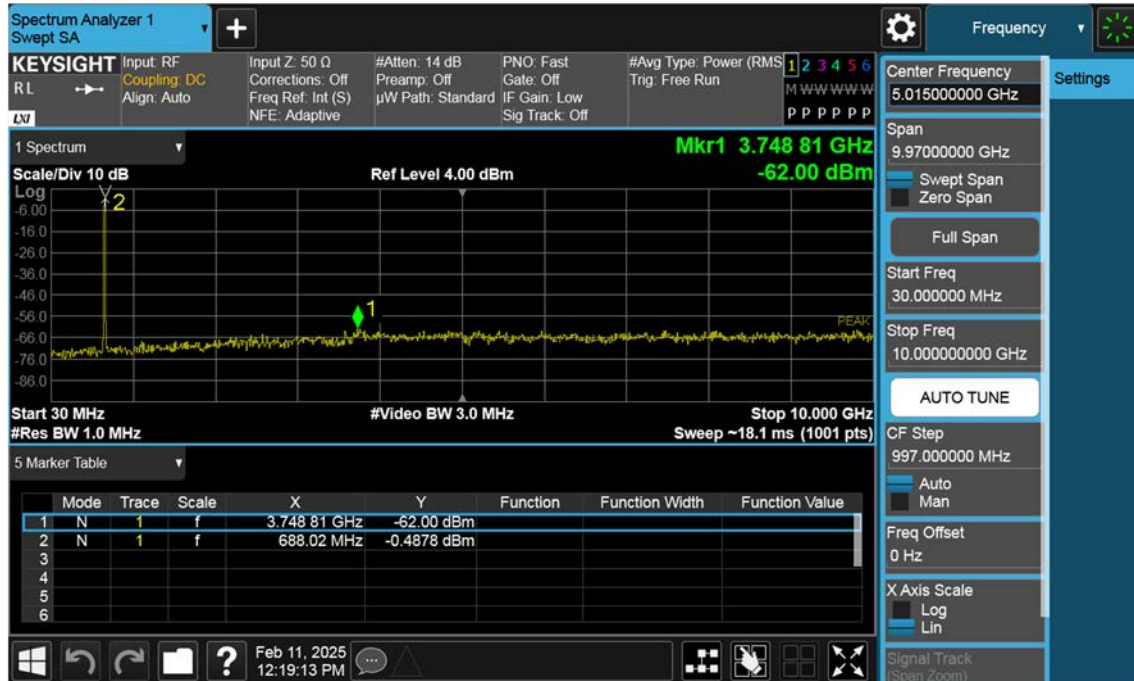 Spectrum Analyzer 1
Swept SA
Frequency
KEYSIGHT
RL
LXI
Input: RF
Coupling: DC
Align: Auto
Input Z: 50 Ω
Corrections: Off
Freq Ref: Int (S)
NFE: Adaptive
#Atten: 14 dB
Preamp: Off
µW Path: Standard
PNO: Fast
Gate: Off
IF Gain: Low
Sig Track: Off
#Avg Type: Power (RMS
Trig: Free Run
1 2 3 4 5 6
M W W W W W
P P P P P P
1 Spectrum
Mkr1 3.748 81 GHz
-62.00 dBm
Scale/Div 10 dB
Ref Level 4.00 dBm
Log
-6.00
-16.0
-26.0
-36.0
-46.0
-56.0
-66.0
-76.0
-86.0
2
1
PEAK
Start 30 MHz
#Video BW 3.0 MHz
Stop 10.000 GHz
#Res BW 1.0 MHz
Sweep ~18.1 ms (1001 pts)
5 Marker Table
Mode Trace Scale X Y Function Function Width Function Value
1 N 1 f 3.748 81 GHz -62.00 dBm
2 N 1 f 688.02 MHz -0.4878 dBm
3
4
5
6
Feb 11, 2025
12:19:13 PM
Center Frequency
5.015000000 GHz
Settings
Span
9.97000000 GHz
Swept Span
Zero Span
Full Span
Start Freq
30.000000 MHz
Stop Freq
10.000000000 GHz
AUTO TUNE
CF Step
997.000000 MHz
Auto
Man
Freq Offset
0 Hz
X Axis Scale
Log
Lin
Signal Track
(Span Zoom)